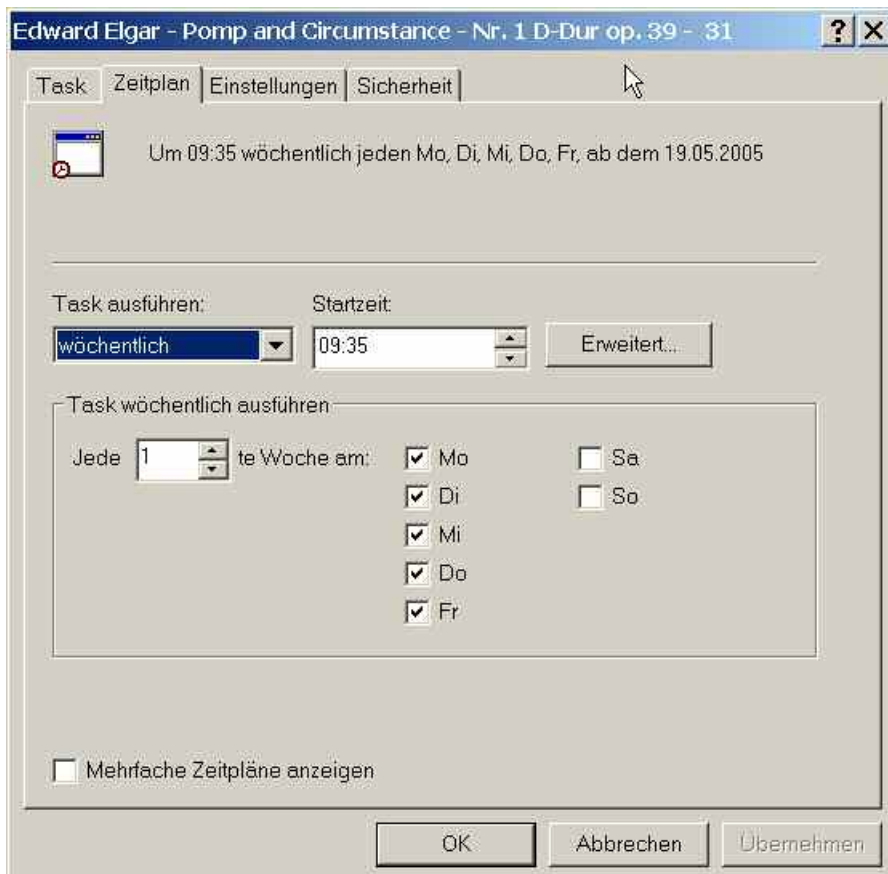 Edward Elgar - Pomp and Circumstance - Nr. 1 D-Dur op. 39 - 31
Task Zeitplan Einstellungen Sicherheit
Um 09:35 wöchentlich jeden Mo, Di, Mi, Do, Fr, ab dem 19.05.2005
Task ausführen: Startzeit:
wöchentlich 09:35 Erweitert...
Task wöchentlich ausführen
Jede 1 te Woche am: Mo Sa
Di So
Mi
Do
Fr
Mehrfache Zeitpläne anzeigen
OK Abbrechen Übernehmen